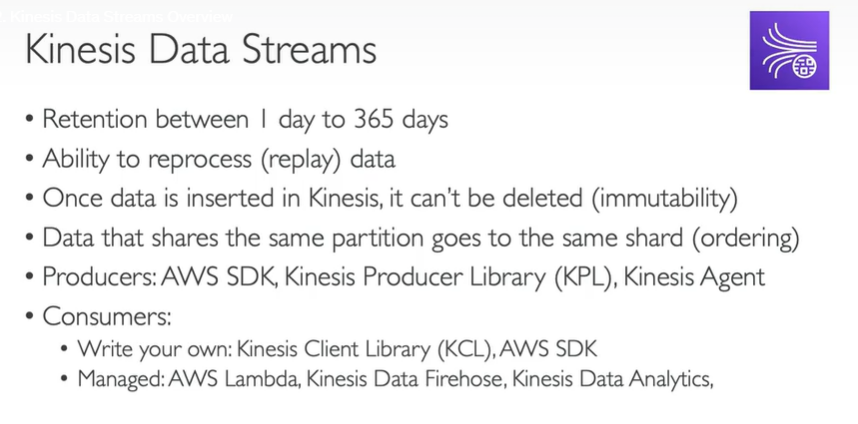 . Kinesis Data Streams Overview
Kinesis Data Streams
• Retention between 1 day to 365 days
• Ability to reprocess (replay) data
• Once data is inserted in Kinesis, it can't be deleted (immutability)
• Data that shares the same partition goes to the same shard (ordering)
• Producers: AWS SDK, Kinesis Producer Library (KPL), Kinesis Agent
• Consumers:
• Write your own: Kinesis Client Library (KCL), AWS SDK
• Managed: AWS Lambda, Kinesis Data Firehose, Kinesis Data Analytics,